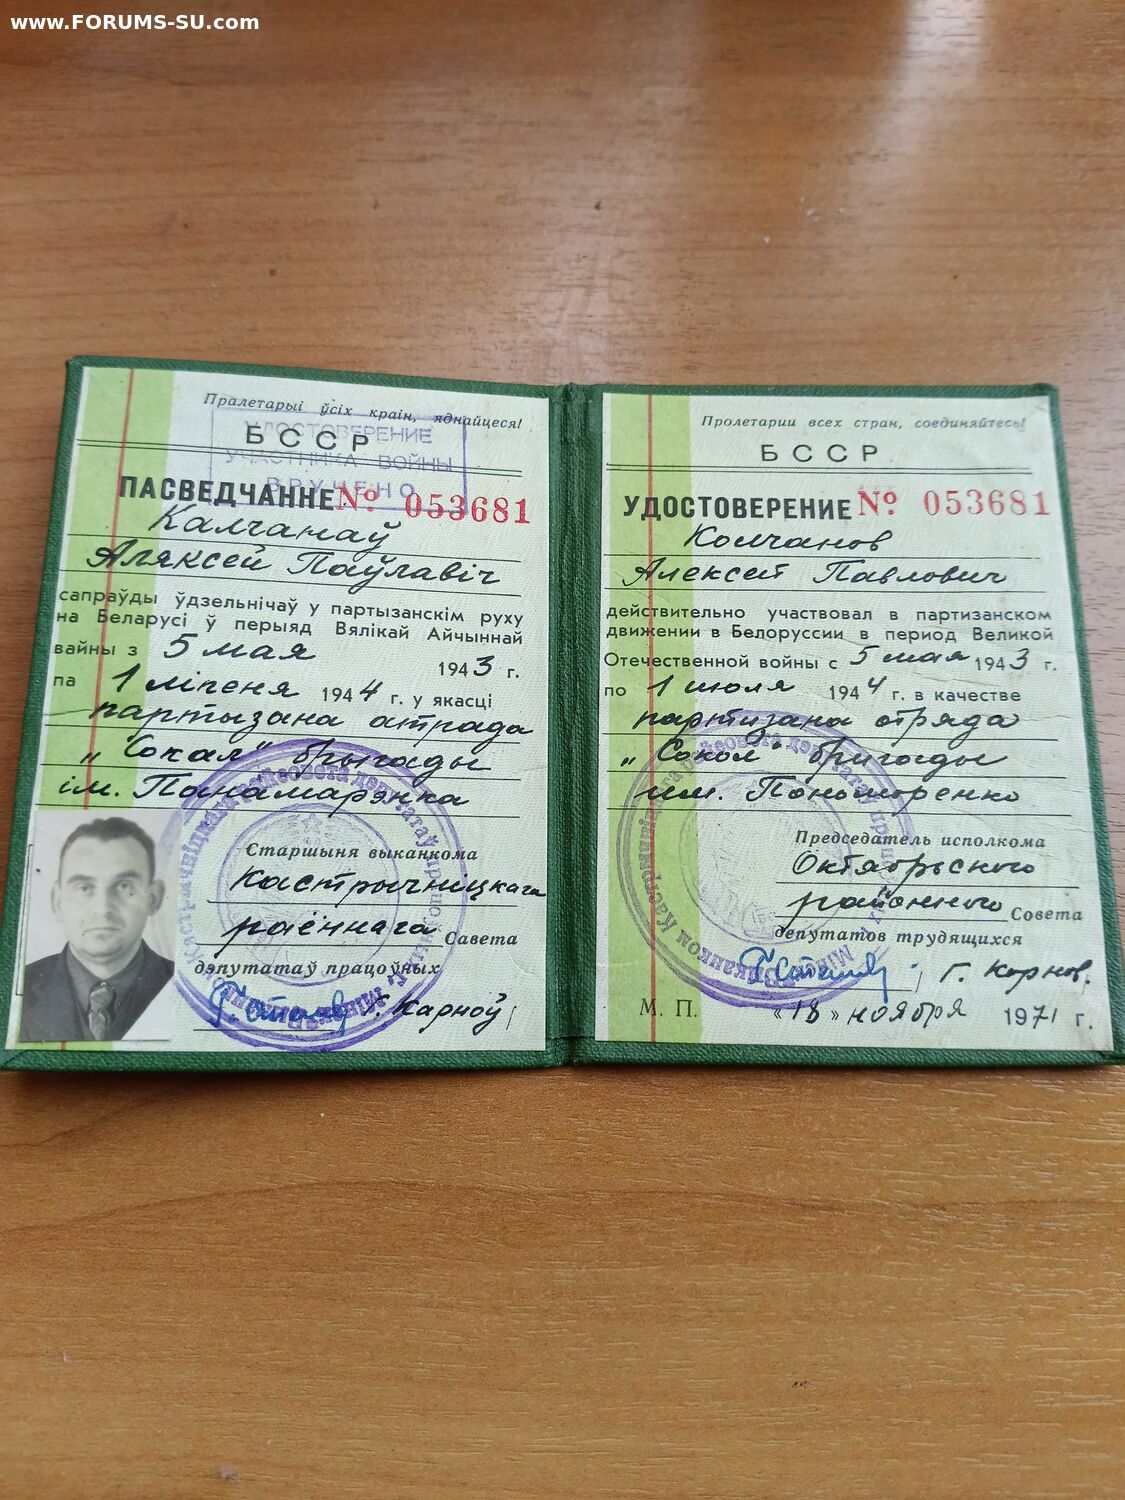 www.FORUMS-SU.com
Пралетарыі ўсіх краін, яднайцеся!
БССР
УДОСТОВЕРЕНИЕ
УЧАСТНИКА ВОЙНЫ
ВРУЧЕНО
ПАСВЕДЧАННЕ № 053681
Калчанаў
Аляксей Паўлавіч
сапраўды ўдзельнічаў у партызанскім руху
на Беларусі ў перыяд Вялікай Айчыннай
вайны з 5 мая 1943 г.
па 1 ліпеня 1944 г. у якасці
партызана атрада
„Сокал" брыгады
ім. Панамарэнка
Старшыня выканкома
Кастрычніцкага
раённага Савета
дэпутатаў працоўных
Г. Карноў
Пролетарии всех стран, соединяйтесь!
БССР
УДОСТОВЕРЕНИЕ № 053681
Колчанов
Алексей Павлович
действительно участвовал в партизанском
движении в Белоруссии в период Великой
Отечественной войны с 5 мая 1943 г.
по 1 июля 1944 г. в качестве
партизана отряда
„Сокол" бригады
им. Пономоренко
Председатель исполкома
Октябрьского
районного Совета
депутатов трудящихся
Г. Корнов.
М. П. „18" ноября 1971 г.